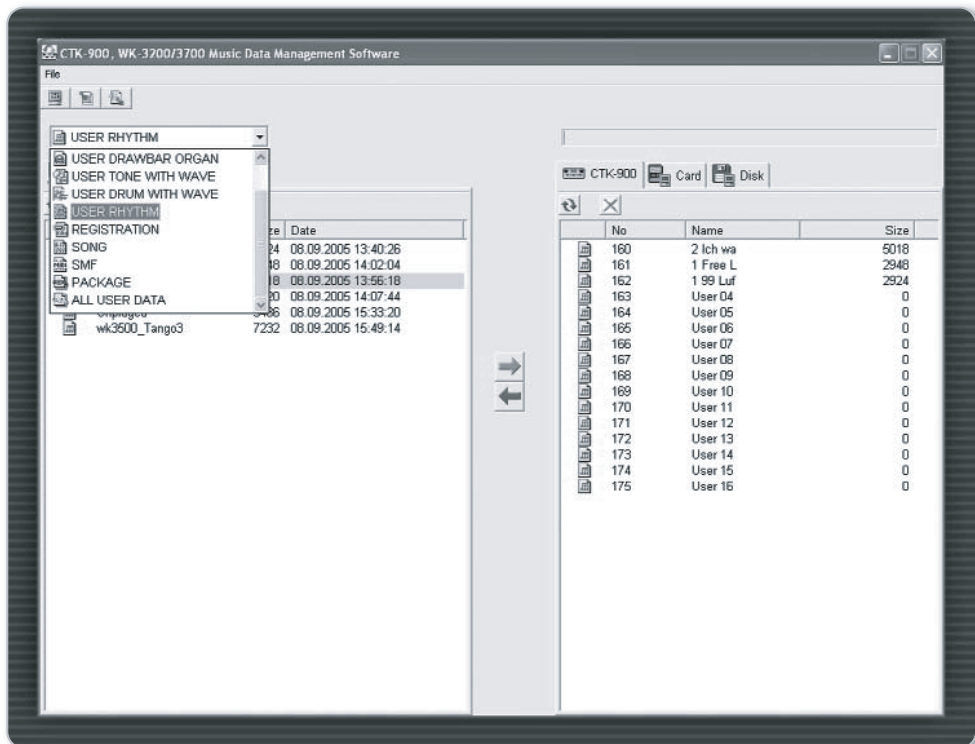 CTK-900, WK-3200/3700 Music Data Management Software
File
USER RHYTHM
USER DRAWBAR ORGAN
USER TONE WITH WAVE
USER DRUM WITH WAVE
USER RHYTHM
REGISTRATION
SONG
SMF
PACKAGE
ALL USER DATA
ze Date
24 08.09.2005 13:40:26
48 08.09.2005 14:02:04
18 08.09.2005 13:56:18
20 08.09.2005 14:07:44
08.09.2005 15:33:20
wk3500_Tango3 7232 08.09.2005 15:49:14
CTK-900 Card Disk
No Name Size
160 2 Ich wa 5018
161 1 Free L 2948
162 1 99 Luf 2924
163 User 04 0
164 User 05 0
165 User 06 0
166 User 07 0
167 User 08 0
168 User 09 0
169 User 10 0
170 User 11 0
171 User 12 0
172 User 13 0
173 User 14 0
174 User 15 0
175 User 16 0